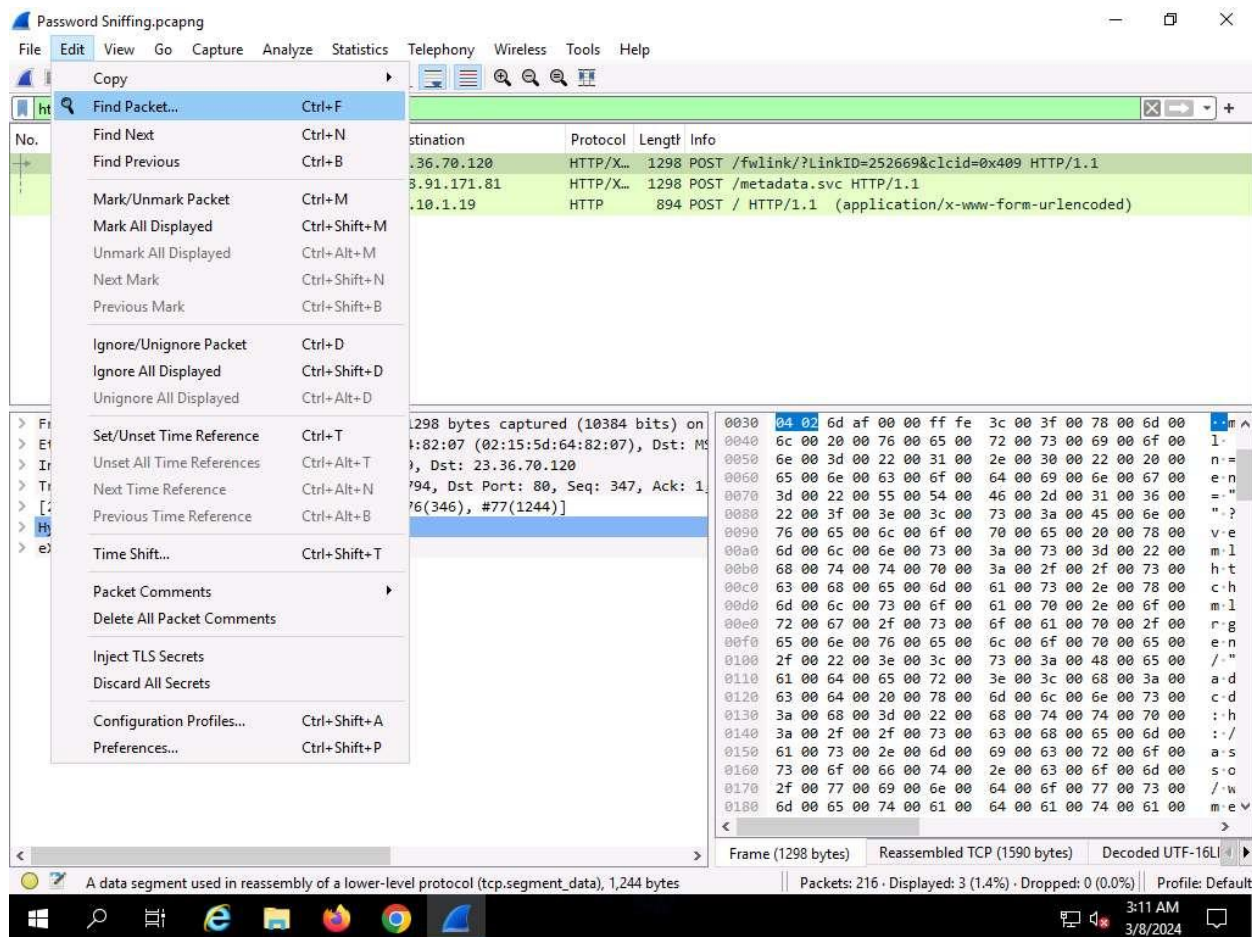 Password Sniffing.pcapng
File Edit View Go Capture Analyze Statistics Telephony Wireless Tools Help
Copy
ht Find Packet... Ctrl+F
Find Next Ctrl+N
Find Previous Ctrl+B
Mark/Unmark Packet Ctrl+M
Mark All Displayed Ctrl+Shift+M
Unmark All Displayed Ctrl+Alt+M
Next Mark Ctrl+Shift+N
Previous Mark Ctrl+Shift+B
Ignore/Unignore Packet Ctrl+D
Ignore All Displayed Ctrl+Shift+D
Unignore All Displayed Ctrl+Alt+D
Set/Unset Time Reference Ctrl+T
Unset All Time References Ctrl+Alt+T
Next Time Reference Ctrl+Alt+N
Previous Time Reference Ctrl+Alt+B
Time Shift... Ctrl+Shift+T
Packet Comments
Delete All Packet Comments
Inject TLS Secrets
Discard All Secrets
Configuration Profiles... Ctrl+Shift+A
Preferences... Ctrl+Shift+P
No. stination Protocol Lengtł Info
.36.70.120 HTTP/X… 1298 POST /fwlink/?LinkID=252669&clcid=0x409 HTTP/1.1
8.91.171.81 HTTP/X… 1298 POST /metadata.svc HTTP/1.1
.10.1.19 HTTP 894 POST / HTTP/1.1 (application/x-www-form-urlencoded)
1298 bytes captured (10384 bits) on
4:82:07 (02:15:5d:64:82:07), Dst: MS
), Dst: 23.36.70.120
794, Dst Port: 80, Seq: 347, Ack: 1,
76(346), #77(1244)]
0030 04 02 6d af 00 00 ff fe 3c 00 3f 00 78 00 6d 00
0040 6c 00 20 00 76 00 65 00 72 00 73 00 69 00 6f 00
0050 6e 00 3d 00 22 00 31 00 2e 00 30 00 22 00 20 00
0060 65 00 6e 00 63 00 6f 00 64 00 69 00 6e 00 67 00
0070 3d 00 22 00 55 00 54 00 46 00 2d 00 31 00 36 00
0080 22 00 3f 00 3e 00 3c 00 73 00 3a 00 45 00 6e 00
0090 76 00 65 00 6c 00 6f 00 70 00 65 00 20 00 78 00
00a0 6d 00 6c 00 6e 00 73 00 3a 00 73 00 3d 00 22 00
00b0 68 00 74 00 74 00 70 00 3a 00 2f 00 2f 00 73 00
00c0 63 00 68 00 65 00 6d 00 61 00 73 00 2e 00 78 00
00d0 6d 00 6c 00 73 00 6f 00 61 00 70 00 2e 00 6f 00
00e0 72 00 67 00 2f 00 73 00 6f 00 61 00 70 00 2f 00
00f0 65 00 6e 00 76 00 65 00 6c 00 6f 00 70 00 65 00
0100 2f 00 22 00 3e 00 3c 00 73 00 3a 00 48 00 65 00
0110 61 00 64 00 65 00 72 00 3e 00 3c 00 68 00 3a 00
0120 63 00 64 00 20 00 78 00 6d 00 6c 00 6e 00 73 00
0130 3a 00 68 00 3d 00 22 00 68 00 74 00 74 00 70 00
0140 3a 00 2f 00 2f 00 73 00 63 00 68 00 65 00 6d 00
0150 61 00 73 00 2e 00 6d 00 69 00 63 00 72 00 6f 00
0160 73 00 6f 00 66 00 74 00 2e 00 63 00 6f 00 6d 00
0170 2f 00 77 00 69 00 6e 00 64 00 6f 00 77 00 73 00
0180 6d 00 65 00 74 00 61 00 64 00 61 00 74 00 61 00
Frame (1298 bytes) Reassembled TCP (1590 bytes) Decoded UTF-16LI
A data segment used in reassembly of a lower-level protocol (tcp.segment_data), 1,244 bytes Packets: 216 · Displayed: 3 (1.4%) · Dropped: 0 (0.0%) Profile: Default
3:11 AM
3/8/2024